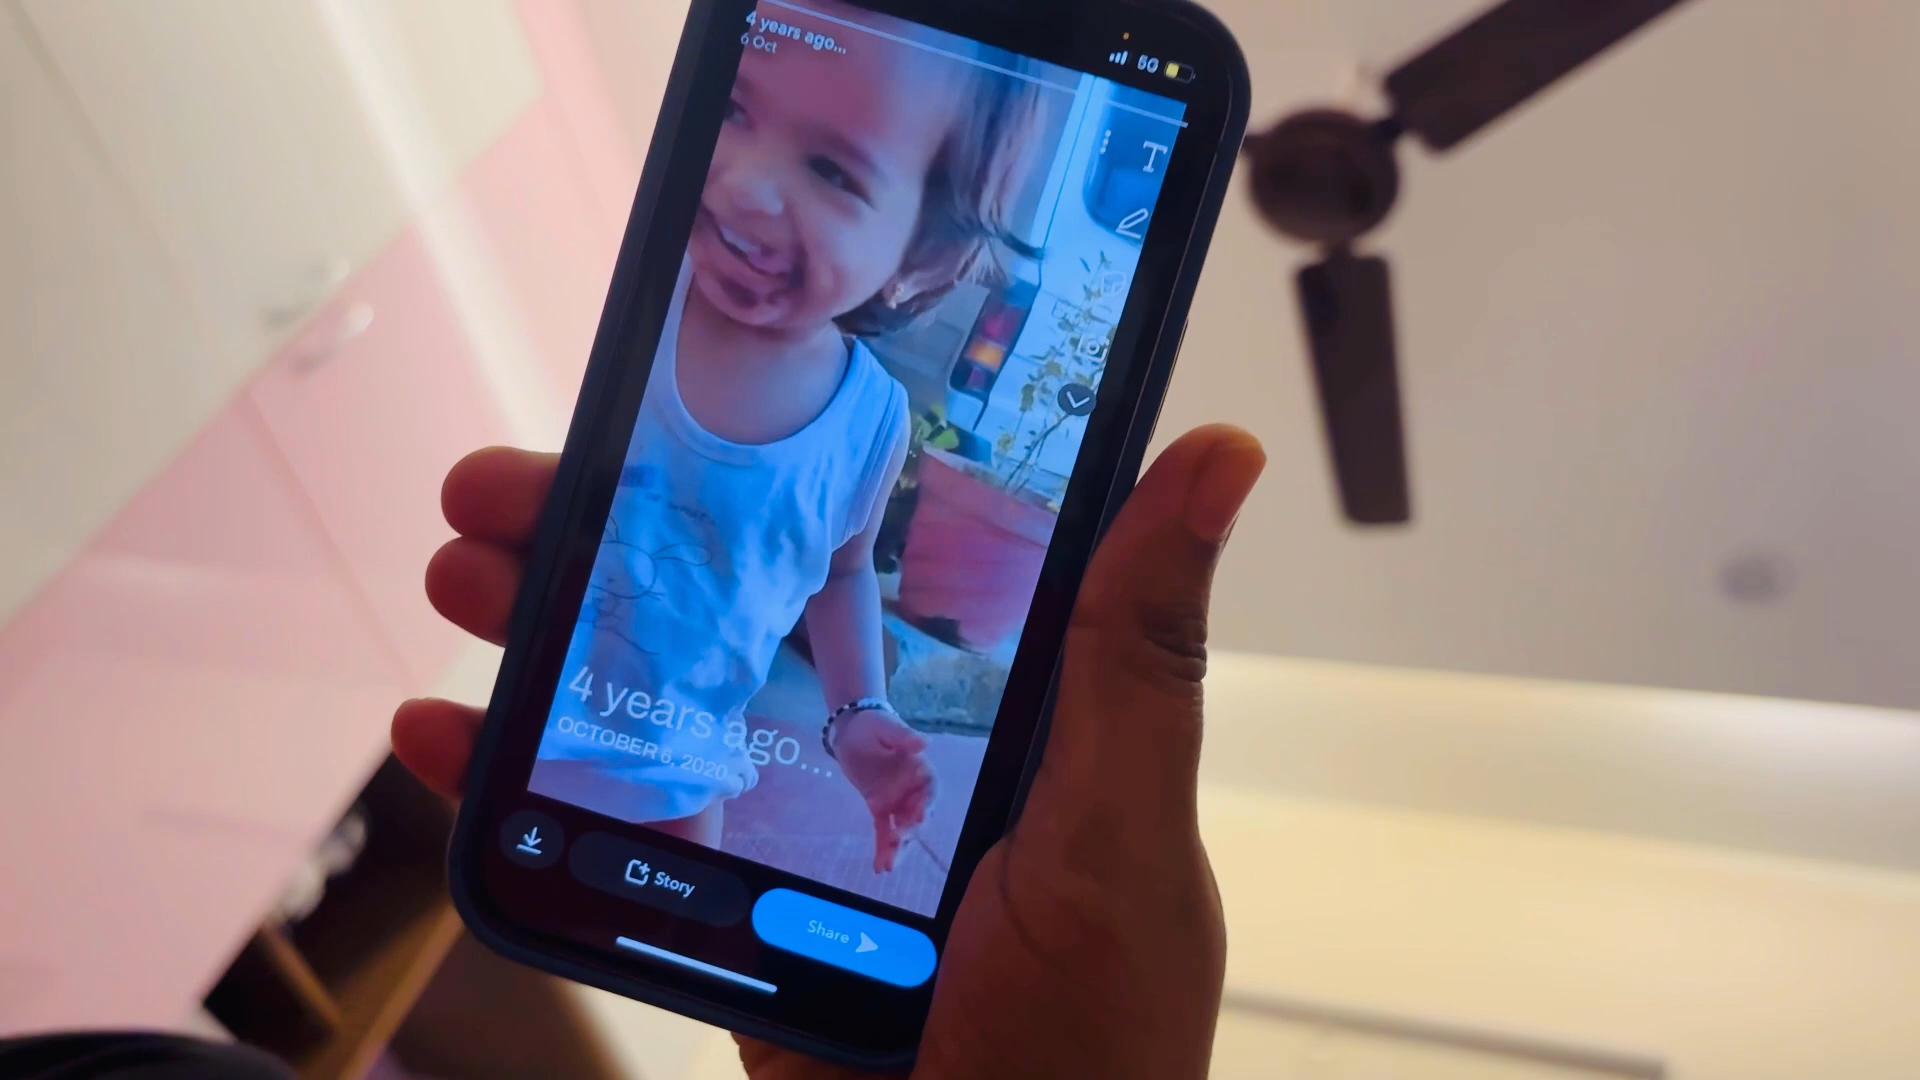 4 years ago...
6 Oct
5G
T
4 years ago...
OCTOBER 6, 2020
Story
Share